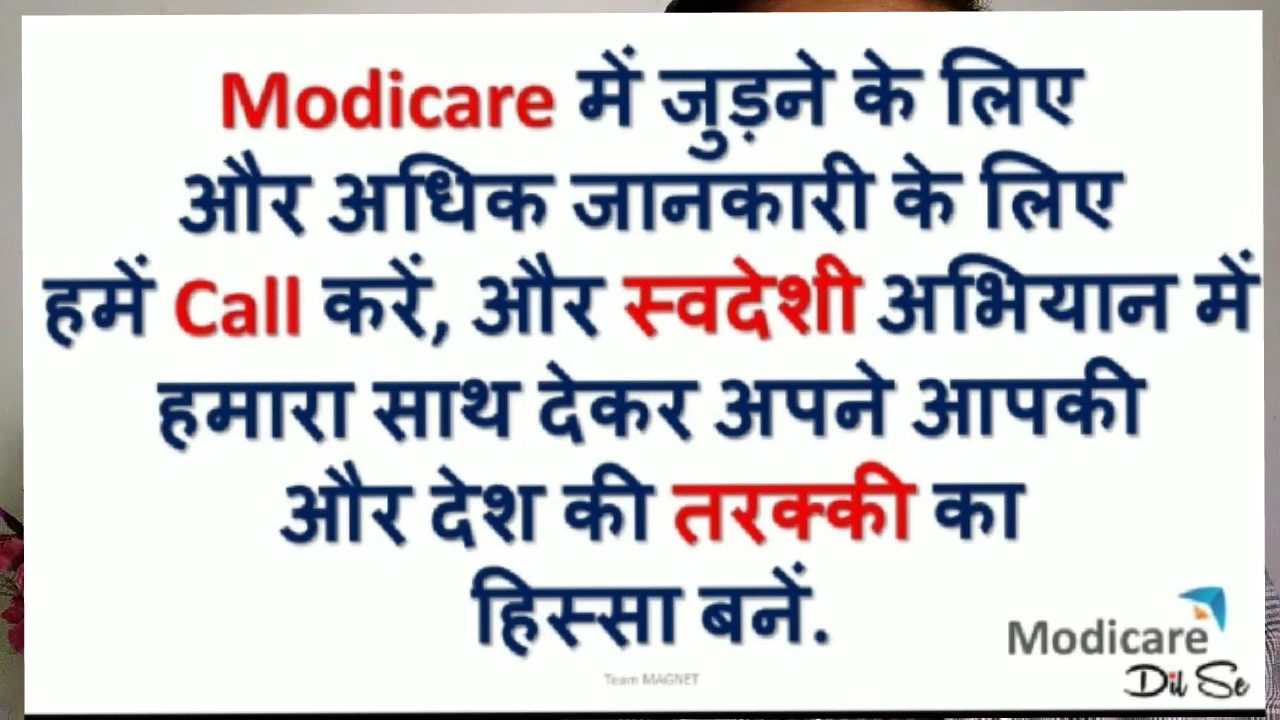 Modicare में जुड़ने के लिए
और अधिक जानकारी के लिए
हमें Call करें, और स्वदेशी अभियान में
हमारा साथ देकर अपने आपकी
और देश की तरक्की का
हिस्सा बनें.
Modicare
Dil Se
Team MAGNET